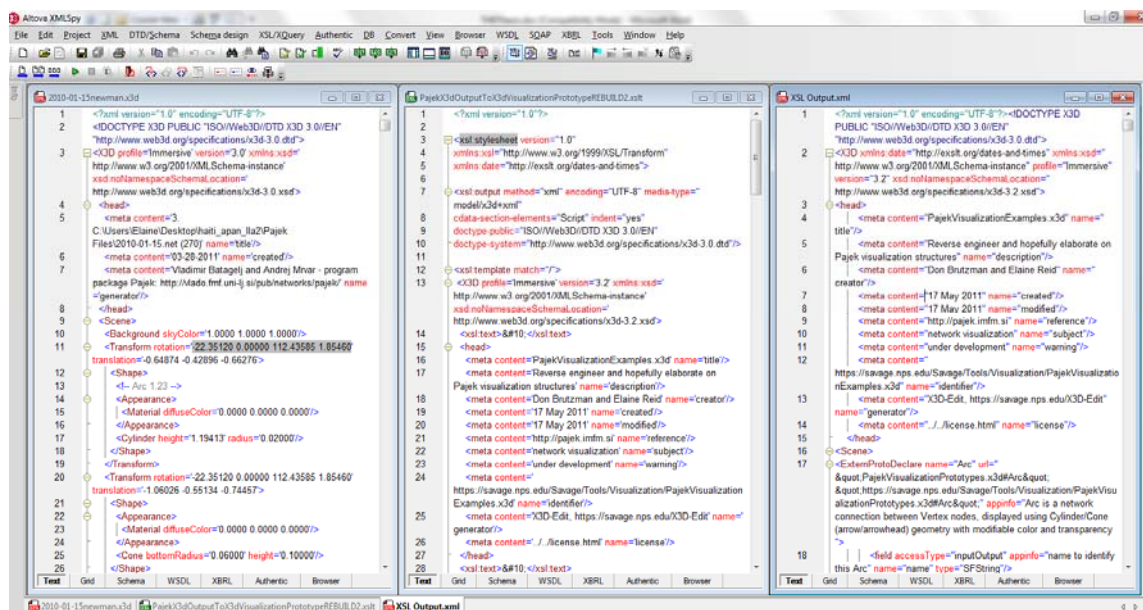 Altova XMLSpy
File Edit Project XML DTD/Schema Schema design XSL/XQuery Authentic DB Convert View Browser WSDL SOAP XBRL Tools Window Help
2010-01-15newman.x3d
1 <?xml version="1.0" encoding="UTF-8"?>
2 <!DOCTYPE X3D PUBLIC "ISO//Web3D//DTD X3D 3.0//EN"
"http://www.web3d.org/specifications/x3d-3.0.dtd">
3 <X3D profile='Immersive' version='3.0' xmlns:xsd='
http://www.w3.org/2001/XMLSchema-instance'
xsd:noNamespaceSchemaLocation='
http://www.web3d.org/specifications/x3d-3.0.xsd'>
4 <head>
5 <meta content='3.
C:\Users\Elaine\Desktop\haiti_apan_lla2\Pajek
Files\2010-01-15.net (270)' name='title'/>
6 <meta content='03-28-2011' name='created'/>
7 <meta content='Vladimir Batagelj and Andrej Mrvar - program
package Pajek: http://vlado.fmf.uni-lj.si/pub/networks/pajek/' name
='generator'/>
8 </head>
9 <Scene>
10 <Background skyColor='1.0000 1.0000 1.0000'/>
11 <Transform rotation='-22.35120 0.00000 112.43585 1.85460'
translation='-0.64874 -0.42896 -0.66276'>
12 <Shape>
13 <!-- Arc 1.23 -->
14 <Appearance>
15 <Material diffuseColor='0.0000 0.0000 0.0000'/>
16 </Appearance>
17 <Cylinder height='1.19413' radius='0.02000'/>
18 </Shape>
19 </Transform>
20 <Transform rotation='-22.35120 0.00000 112.43585 1.85460'
translation='-1.06026 -0.55134 -0.74457'>
21 <Shape>
22 <Appearance>
23 <Material diffuseColor='0.0000 0.0000 0.0000'/>
24 </Appearance>
25 <Cone bottomRadius='0.06000' height='0.10000'/>
26 </Shape>
Text Grid Schema WSDL XBRL Authentic Browser
PajekX3dOutputToX3dVisualizationPrototypeREBUILD2.xslt
1 <?xml version="1.0"?>
2
3 <xsl:stylesheet version="1.0"
4 xmlns:xsl="http://www.w3.org/1999/XSL/Transform"
5 xmlns:date="http://exslt.org/dates-and-times">
6
7 <xsl:output method="xml" encoding="UTF-8" media-type="
model/x3d+xml"
8 cdata-section-elements="Script" indent="yes"
9 doctype-public="ISO//Web3D//DTD X3D 3.0//EN"
10 doctype-system="http://www.web3d.org/specifications/x3d-3.0.dtd"/>
11
12 <xsl:template match="/">
13 <X3D profile='Immersive' version='3.2' xmlns:xsd='
http://www.w3.org/2001/XMLSchema-instance'
xsd:noNamespaceSchemaLocation='
http://www.web3d.org/specifications/x3d-3.2.xsd'>
14 <xsl:text>&#10;</xsl:text>
15 <head>
16 <meta content='PajekVisualizationExamples.x3d' name='title'/>
17 <meta content='Reverse engineer and hopefully elaborate on
Pajek visualization structures' name='description'/>
18 <meta content='Don Brutzman and Elaine Reid' name='creator'/>
19 <meta content='17 May 2011' name='created'/>
20 <meta content='17 May 2011' name='modified'/>
21 <meta content='http://pajek.imfm.si' name='reference'/>
22 <meta content='network visualization' name='subject'/>
23 <meta content='under development' name='warning'/>
24 <meta content='
https://savage.nps.edu/Savage/Tools/Visualization/PajekVisualization
Examples.x3d' name='identifier'/>
25 <meta content='X3D-Edit, https://savage.nps.edu/X3D-Edit' name='
generator'/>
26 <meta content='../../license.html' name='license'/>
27 </head>
28 <xsl:text>&#10;</xsl:text>
Text Grid Schema WSDL XBRL Authentic Browser
XSL Output.xml
1 <?xml version="1.0" encoding="UTF-8"?><!DOCTYPE X3D
PUBLIC "ISO//Web3D//DTD X3D 3.0//EN"
"http://www.web3d.org/specifications/x3d-3.0.dtd">
2 <X3D xmlns:date="http://exslt.org/dates-and-times" xmlns:xsd="
http://www.w3.org/2001/XMLSchema-instance" profile="Immersive"
version="3.2" xsd:noNamespaceSchemaLocation="
http://www.web3d.org/specifications/x3d-3.2.xsd">
3 <head>
4 <meta content="PajekVisualizationExamples.x3d" name="
title"/>
5 <meta content="Reverse engineer and hopefully elaborate on
Pajek visualization structures" name="description"/>
6 <meta content="Don Brutzman and Elaine Reid" name="
creator"/>
7 <meta content="17 May 2011" name="created"/>
8 <meta content="17 May 2011" name="modified"/>
9 <meta content="http://pajek.imfm.si" name="reference"/>
10 <meta content="network visualization" name="subject"/>
11 <meta content="under development" name="warning"/>
12 <meta content="
https://savage.nps.edu/Savage/Tools/Visualization/PajekVisualizatio
nExamples.x3d" name="identifier"/>
13 <meta content="X3D-Edit, https://savage.nps.edu/X3D-Edit"
name="generator"/>
14 <meta content="../../license.html" name="license"/>
15 </head>
16 <Scene>
17 <ExternProtoDeclare name="Arc" url="
&quot;PajekVisualizationPrototypes.x3d#Arc&quot;
&quot;https://savage.nps.edu/Savage/Tools/Visualization/PajekVisu
alizationPrototypes.x3d#Arc&quot;" appinfo="Arc is a network
connection between Vertex nodes, displayed using Cylinder/Cone
(arrow/arrowhead) geometry with modifiable color and transparency
">
18 <field accessType="inputOutput" appinfo="name to identify
this Arc" name="name" type="SFString"/>
Text Grid Schema WSDL XBRL Authentic Browser
2010-01-15newman.x3d PajekX3dOutputToX3dVisualizationPrototypeREBUILD2.xslt XSL Output.xml